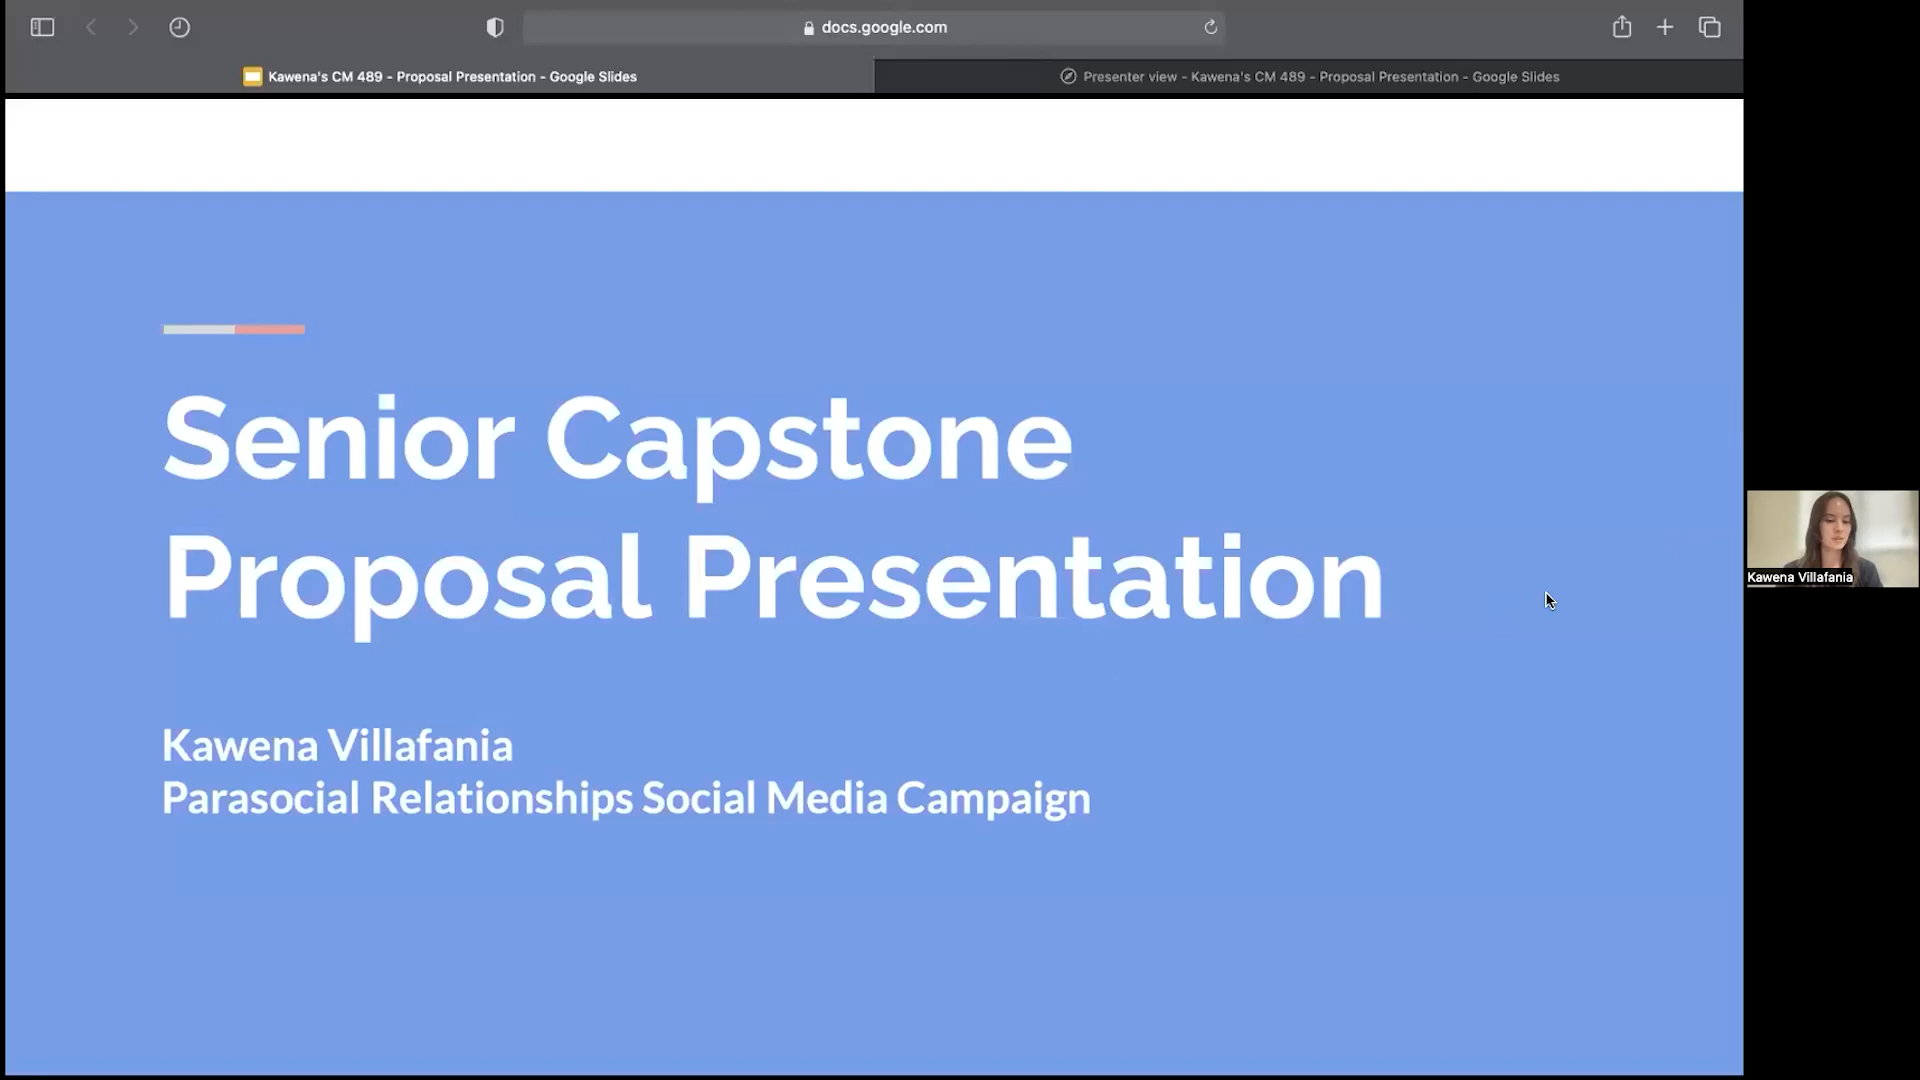 docs.google.com
Kawena's CM 489 - Proposal Presentation - Google Slides
Presenter view - Kawena's CM 489 - Proposal Presentation - Google Slides
Senior Capstone
Proposal Presentation
Kawena Villafania
Parasocial Relationships Social Media Campaign
Kawena Villafania